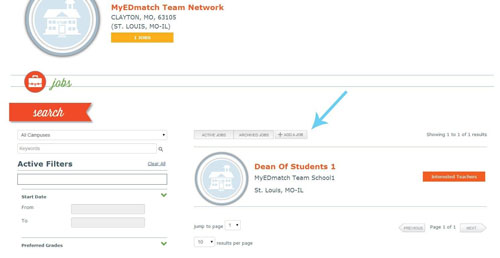 MyEDmatch Team Network
CLAYTON, MO, 63105
(ST. LOUIS, MO-IL)
jobs
search
All Campuses
Keywords
Active Filters
Clear All
Start Date
From
To
Preferred Grades
ACTIVE JOBS
ARCHIVED JOBS
+ ADD A JOB
Showing 1 to 1 of 1 results
Dean Of Students 1
MyEDmatch Team School1
St. Louis, MO-IL
Interested Teachers
Jump to page
1
PREVIOUS
Page 1 of 1
NEXT
50
results per page